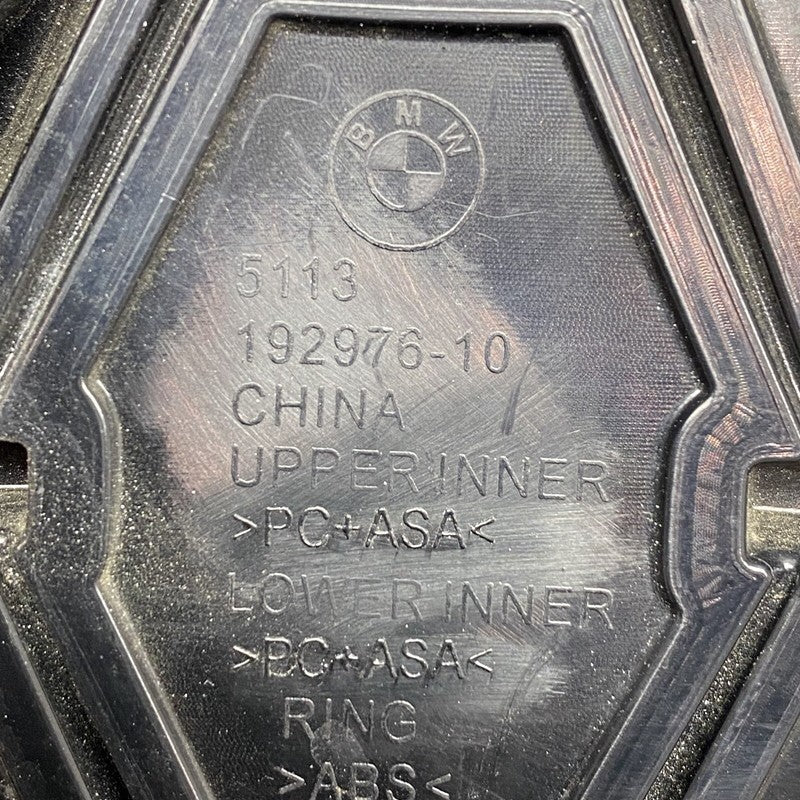 BMW
5113
192976-10
CHINA
UPPER INNER
>PC+ASA<
LOWER INNER
>PC+ASA<
RING
>ABS<